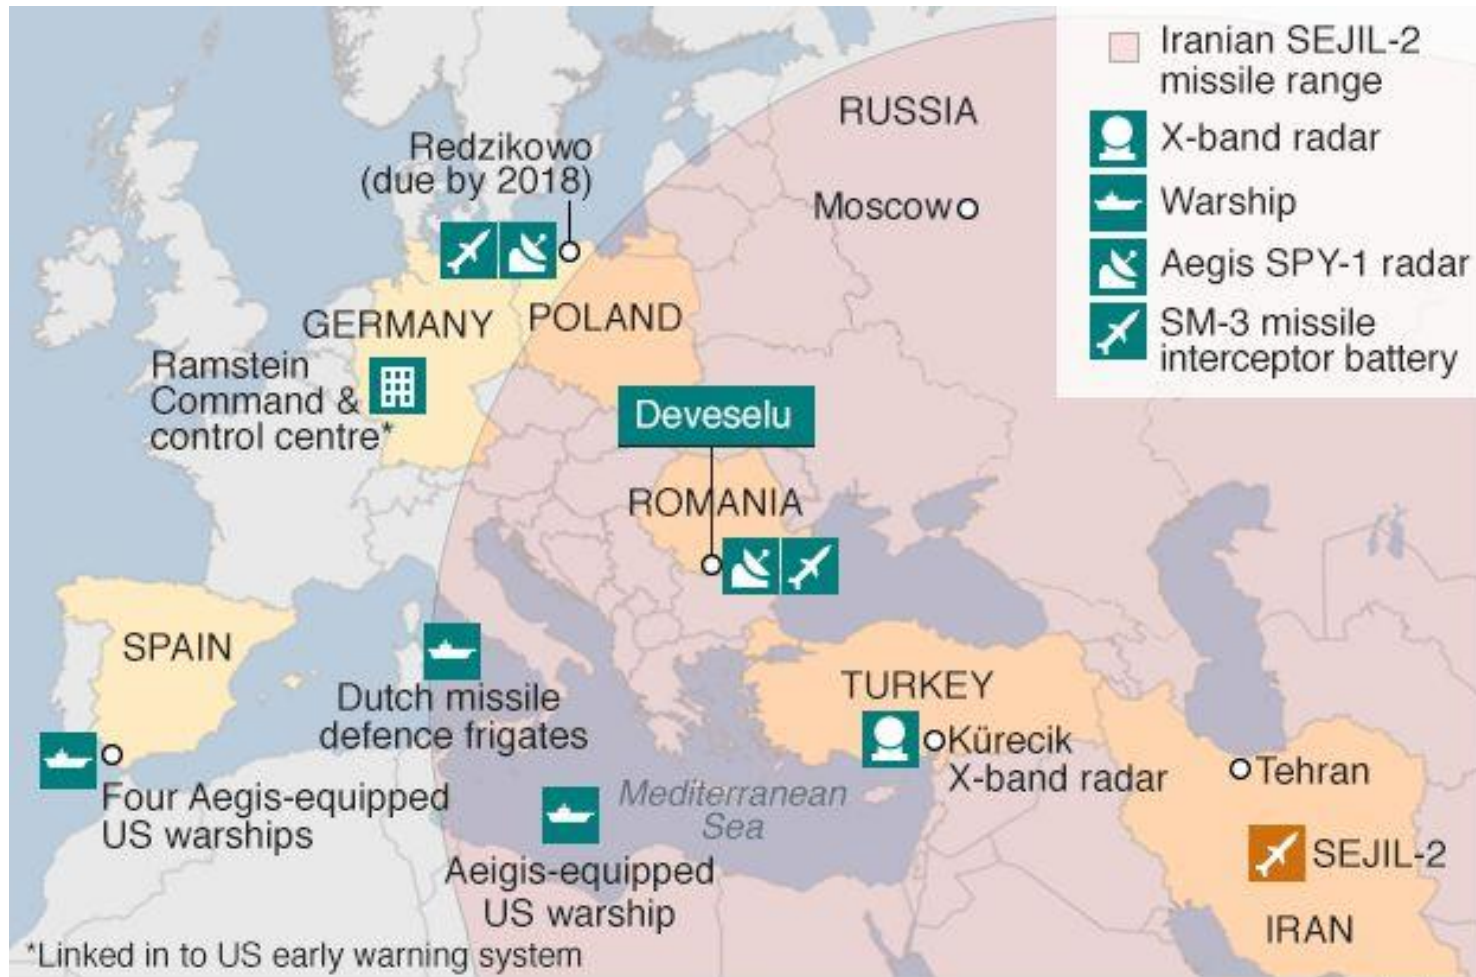 Iranian SEJIL-2
missile range
X-band radar
Warship
Aegis SPY-1 radar
SM-3 missile
interceptor battery
RUSSIA
Moscow
Redzikowo
(due by 2018)
GERMANY
POLAND
Ramstein
Command &
control centre*
Deveselu
ROMANIA
SPAIN
Dutch missile
defence frigates
TURKEY
Kürecik
X-band radar
Tehran
Four Aegis-equipped
US warships
Mediterranean
Sea
Aeigis-equipped
US warship
SEJIL-2
IRAN
*Linked in to US early warning system